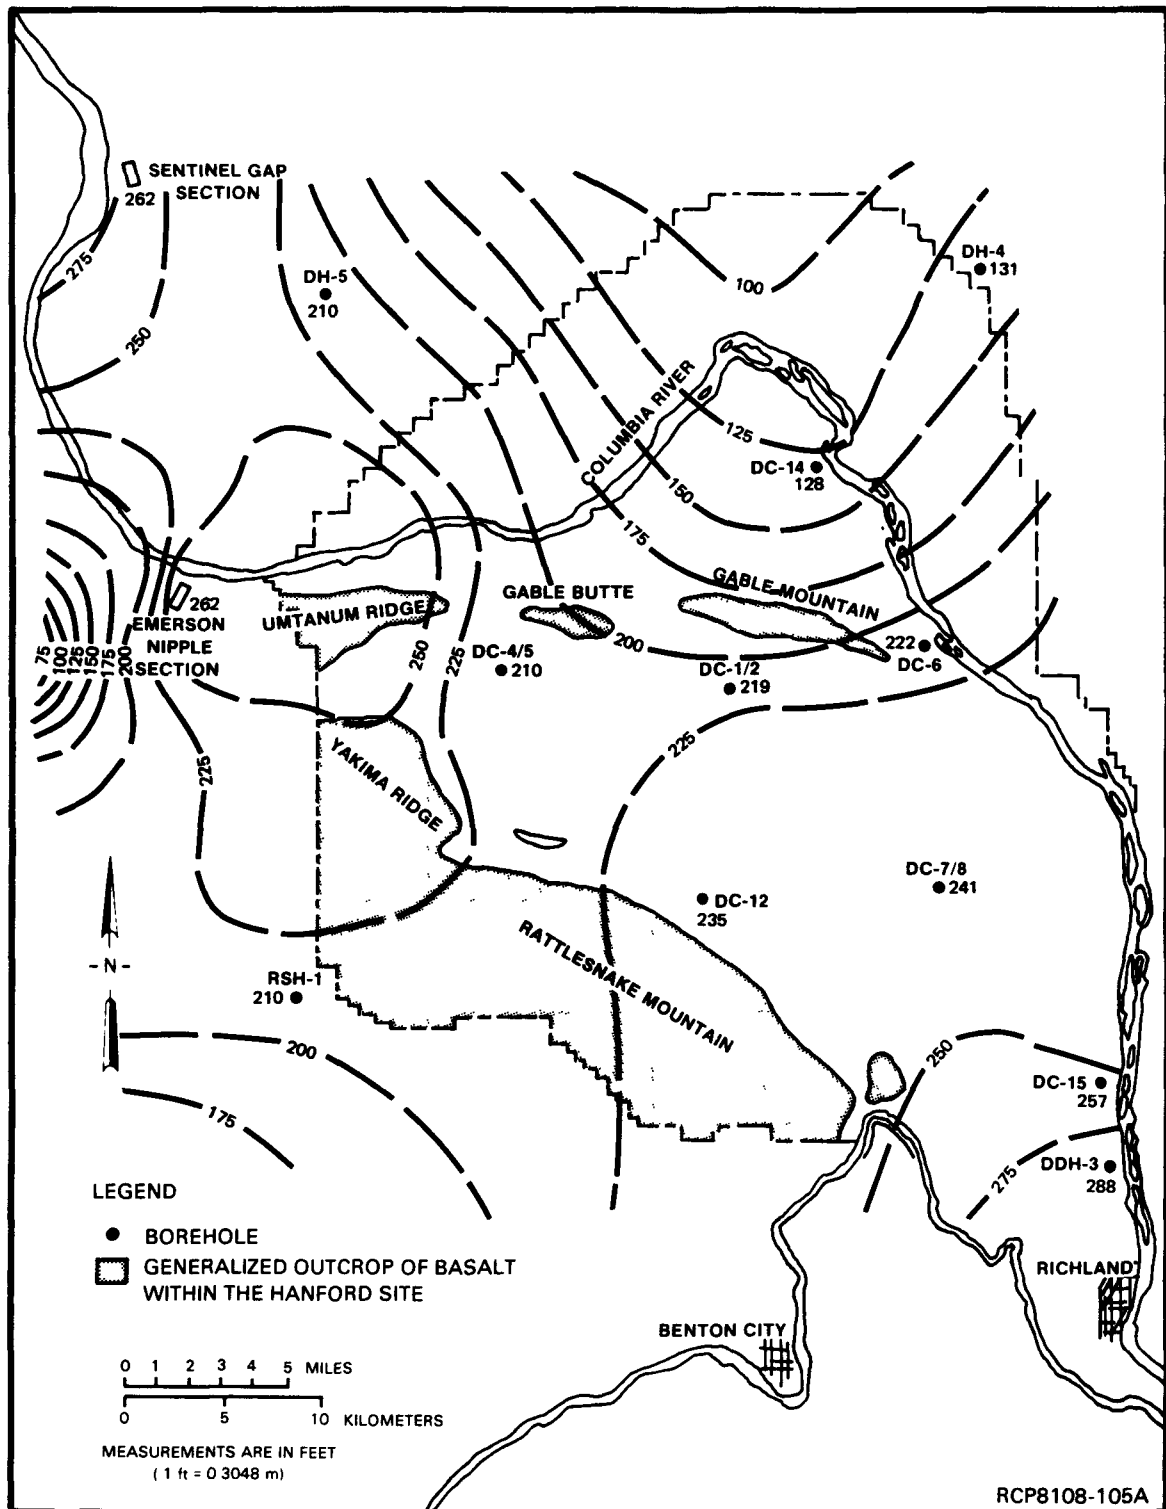 SENTINEL GAP
SECTION
262
275
DH-5
210
250
DH-4
131
100
COLUMBIA RIVER
125
DC-14
128
150
175
262
EMERSON
NIPPLE
SECTION
75
100
125
150
175
200
UMTANUM RIDGE
GABLE BUTTE
GABLE MOUNTAIN
250
225
DC-4/5
210
200
DC-1/2
219
222
DC-6
225
225
YAKIMA RIDGE
DC-7/8
241
DC-12
235
RATTLESNAKE MOUNTAIN
-N-
RSH-1
210
200
175
250
DC-15
257
275
DDH-3
288
LEGEND
BOREHOLE
GENERALIZED OUTCROP OF BASALT
WITHIN THE HANFORD SITE
RICHLAND
BENTON CITY
0 1 2 3 4 5 MILES
0 5 10 KILOMETERS
MEASUREMENTS ARE IN FEET
( 1 ft = 0 3048 m)
RCP8108-105A